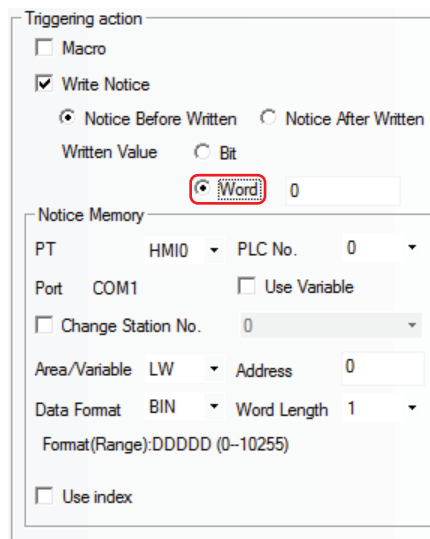 Triggering action
Macro
Write Notice
Notice Before Written Notice After Written
Written Value Bit
Word 0
Notice Memory
PT HMI0 PLC No. 0
Port COM1 Use Variable
Change Station No. 0
Area/Variable LW Address 0
Data Format BIN Word Length 1
Format(Range):DDDDD (0--10255)
Use index